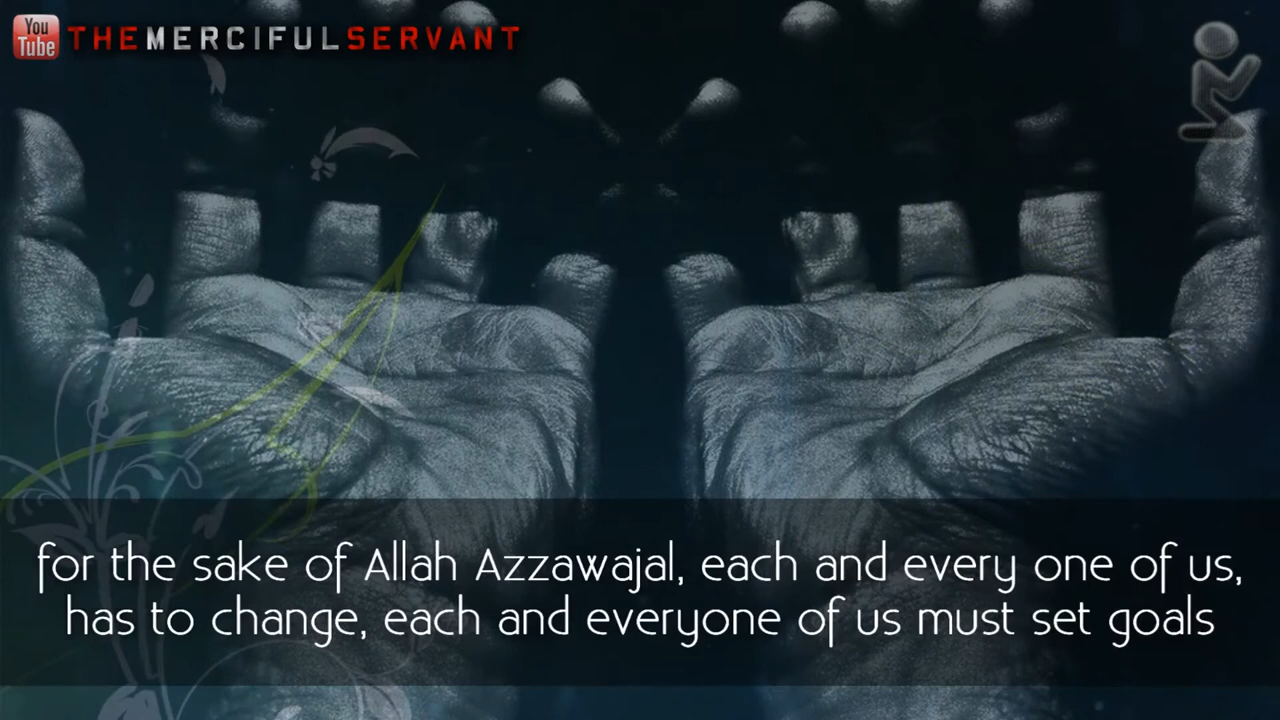 You
Tube
THEMERCIFULSERVANT
for the sake of Allah Azzawajal, each and every one of us,
has to change, each and everyone of us must set goals